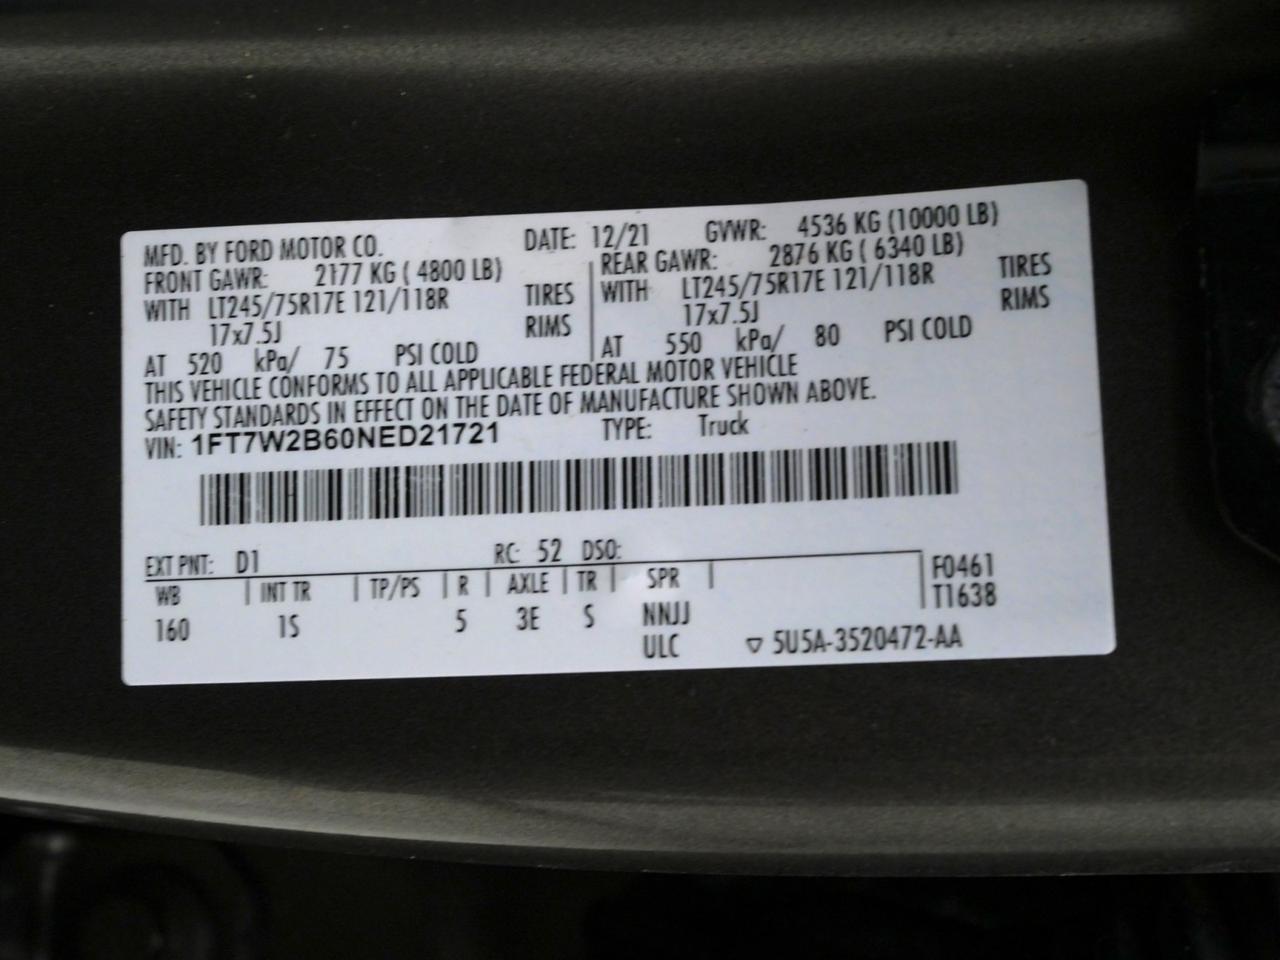 MFD. BY FORD MOTOR CO. DATE: 12/21 GVWR: 4536 KG (10000 LB)
FRONT GAWR: 2177 KG ( 4800 LB) REAR GAWR: 2876 KG ( 6340 LB)
WITH LT245/75R17E 121/118R TIRES WITH LT245/75R17E 121/118R TIRES
17x7.5J RIMS 17x7.5J RIMS
AT 520 kPa/ 75 PSI COLD AT 550 kPa/ 80 PSI COLD
THIS VEHICLE CONFORMS TO ALL APPLICABLE FEDERAL MOTOR VEHICLE
SAFETY STANDARDS IN EFFECT ON THE DATE OF MANUFACTURE SHOWN ABOVE.
VIN: 1FT7W2B60NED21721 TYPE: Truck
EXT PNT: D1 RC: 52 DSO:
WB INT TR TP/PS R AXLE TR SPR F0461
T1638
160 1S 5 3E S NNJJ
ULC ▽ 5U5A-3520472-AA